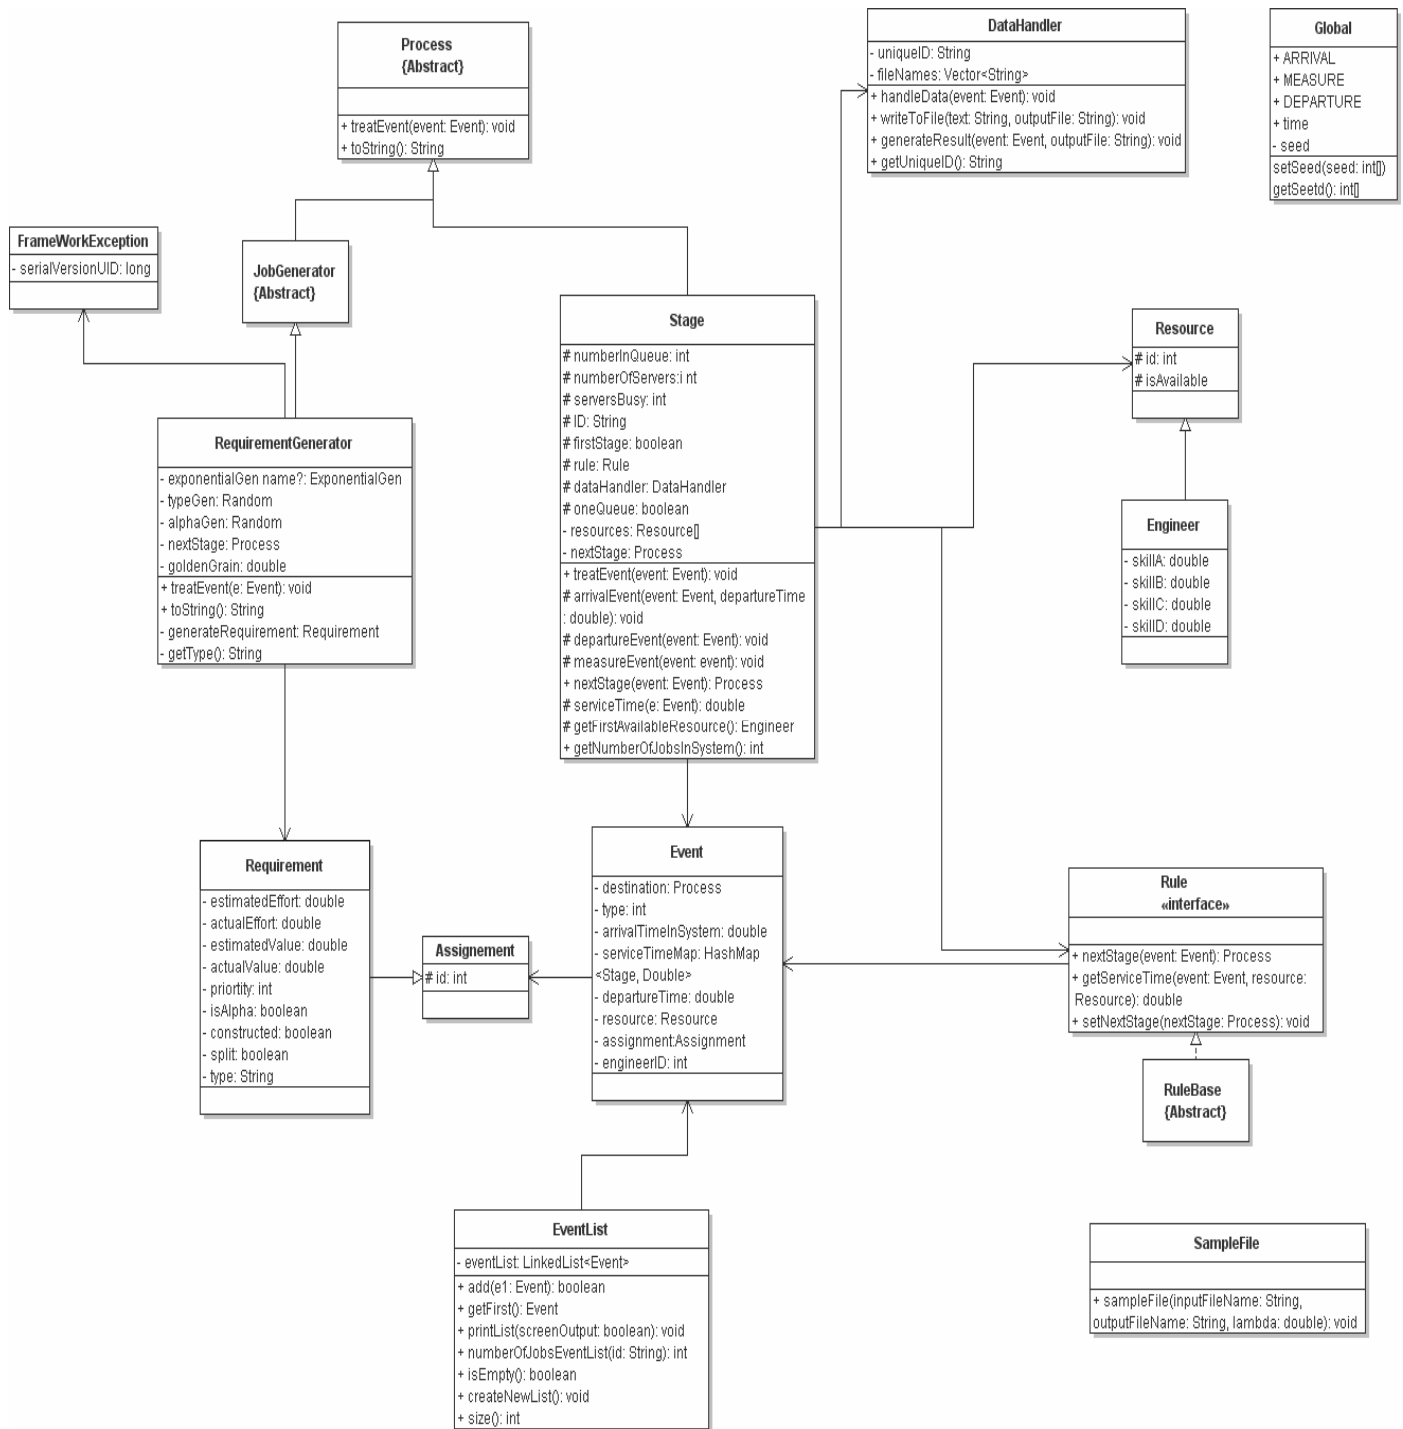 Process
{Abstract}
+ treatEvent(event: Event): void
+ toString(): String
DataHandler
- uniqueID: String
- fileNames: Vector<String>
+ handleData(event: Event): void
+ writeToFile(text: String, outputFile: String): void
+ generateResult(event: Event, outputFile: String): void
+ getUniqueID(): String
Global
+ ARRIVAL
+ MEASURE
+ DEPARTURE
+ time
- seed
setSeed(seed: int[])
getSeetd(): int[]
FrameWorkException
- serialVersionUID: long
JobGenerator
{Abstract}
Stage
# numberInQueue: int
# numberOfServers:i nt
# serversBusy: int
# ID: String
# firstStage: boolean
# rule: Rule
# dataHandler: DataHandler
# oneQueue: boolean
- resources: Resource[]
- nextStage: Process
+ treatEvent(event: Event): void
# arrivalEvent(event: Event, departureTime
: double): void
# departureEvent(event: Event): void
# measureEvent(event: event): void
+ nextStage(event: Event): Process
# serviceTime(e: Event): double
# getFirstAvailableResource(): Engineer
+ getNumberOfJobsInSystem(): int
Resource
# id: int
# isAvailable
RequirementGenerator
- exponentialGen name?: ExponentialGen
- typeGen: Random
- alphaGen: Random
- nextStage: Process
- goldenGrain: double
+ treatEvent(e: Event): void
+ toString(): String
- generateRequirement: Requirement
- getType(): String
Engineer
- skillA: double
- skillB: double
- skillC: double
- skillD: double
Requirement
- estimatedEffort: double
- actualEffort: double
- estimatedValue: double
- actualValue: double
- priortity: int
- isAlpha: boolean
- constructed: boolean
- split: boolean
- type: String
Assignement
# id: int
Event
- destination: Process
- type: int
- arrivalTimeInSystem: double
- serviceTimeMap: HashMap
<Stage, Double>
- departureTime: double
- resource: Resource
- assignment:Assignment
- engineerID: int
Rule
«interface»
+ nextStage(event: Event): Process
+ getServiceTime(event: Event, resource:
Resource): double
+ setNextStage(nextStage: Process): void
RuleBase
{Abstract}
EventList
- eventList: LinkedList<Event>
+ add(e1: Event): boolean
+ getFirst(): Event
+ printList(screenOutput: boolean): void
+ numberOfJobsEventList(id: String): int
+ isEmpty(): boolean
+ createNewList(): void
+ size(): int
SampleFile
+ sampleFile(inputFileName: String,
outputFileName: String, lambda: double): void